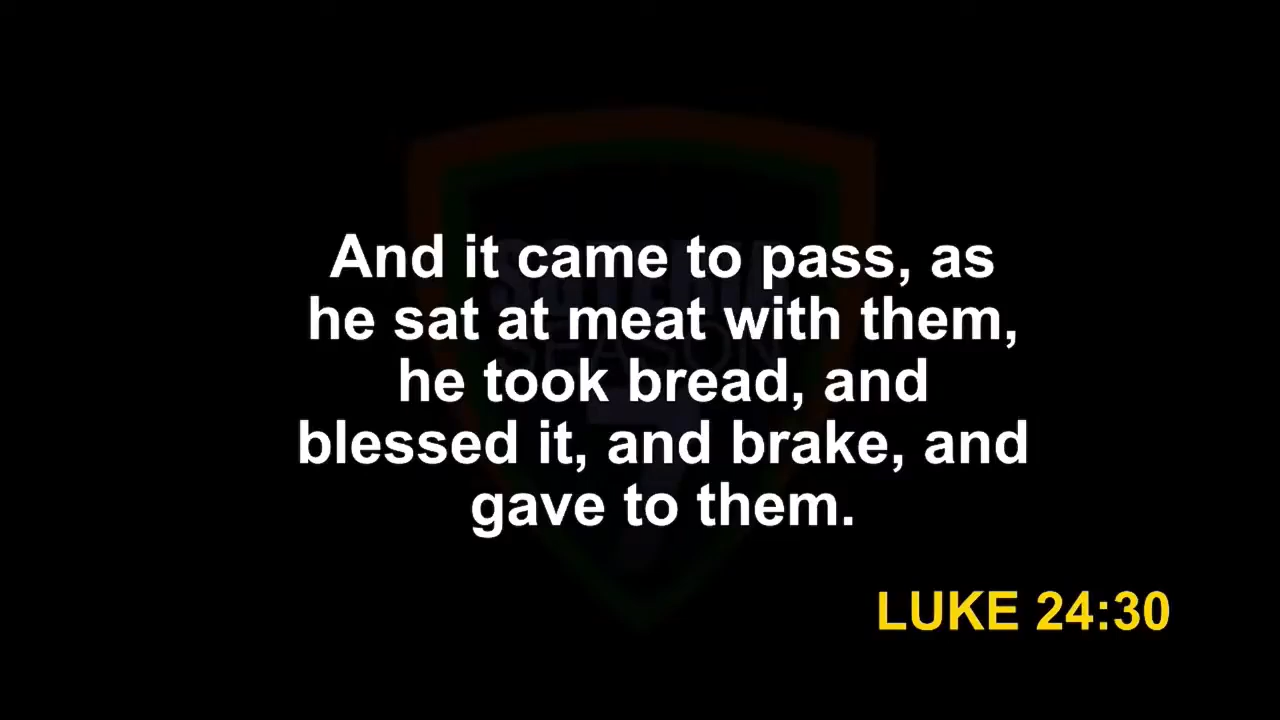 And it came to pass, as
he sat at meat with them,
he took bread, and
blessed it, and brake, and
gave to them.
LUKE 24:30